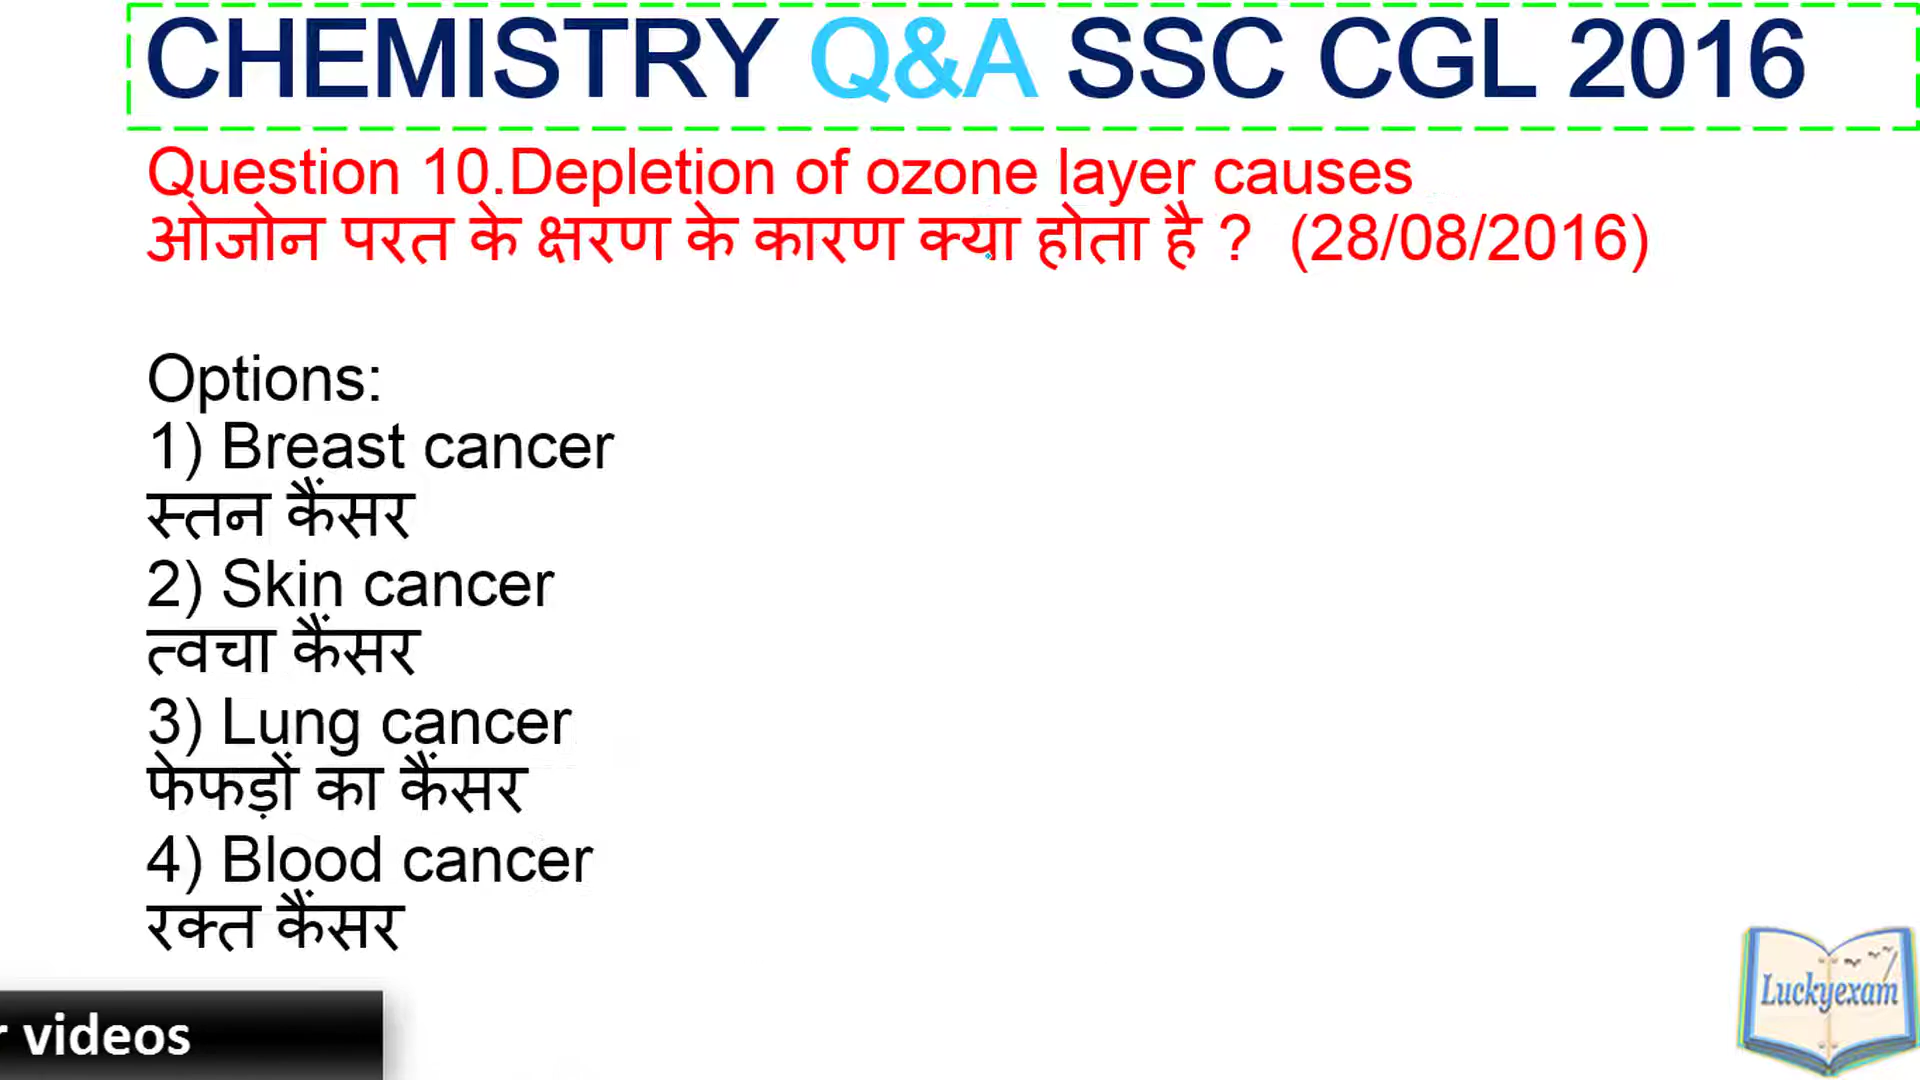 CHEMISTRY Q&A SSC CGL 2016
Question 10.Depletion of ozone layer causes
ओजोन परत के क्षरण के कारण क्या होता है ? (28/08/2016)
Options:
1) Breast cancer
स्तन कैंसर
2) Skin cancer
त्वचा कैंसर
3) Lung cancer
फेफड़ों का कैंसर
4) Blood cancer
रक्त कैंसर
r videos
Luckyexam